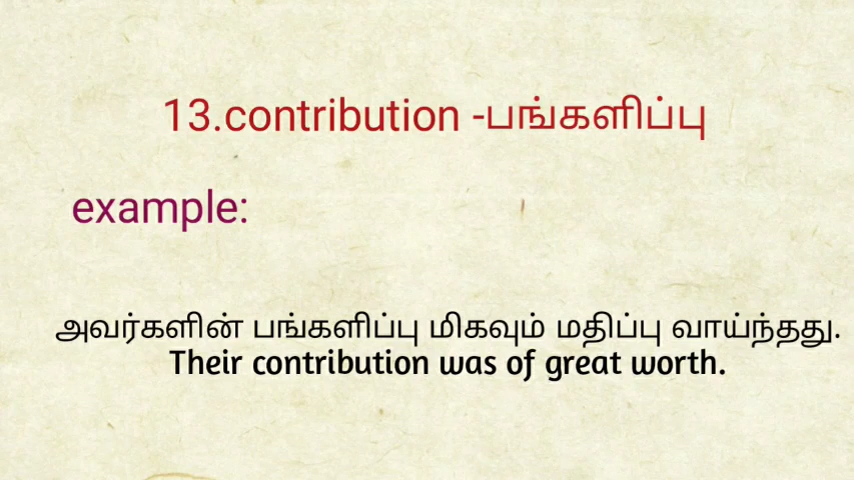 13.contribution -பங்களிப்பு
example:
அவர்களின் பங்களிப்பு மிகவும் மதிப்பு வாய்ந்தது.
Their contribution was of great worth.